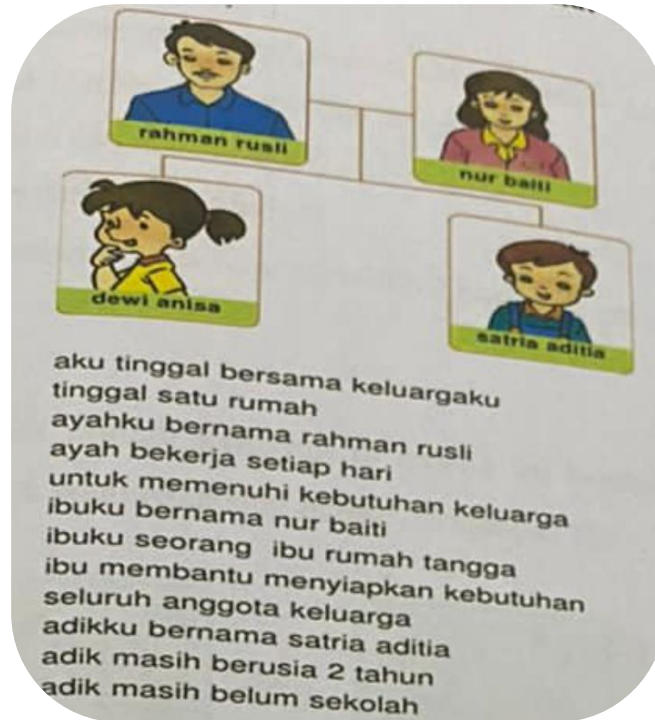 rahman rusli
nur baiti
dewi anisa
satria aditia
aku tinggal bersama keluargaku
tinggal satu rumah
ayahku bernama rahman rusli
ayah bekerja setiap hari
untuk memenuhi kebutuhan keluarga
ibuku bernama nur baiti
ibuku seorang ibu rumah tangga
ibu membantu menyiapkan kebutuhan
seluruh anggota keluarga
adikku bernama satria aditia
adik masih berusia 2 tahun
adik masih belum sekolah